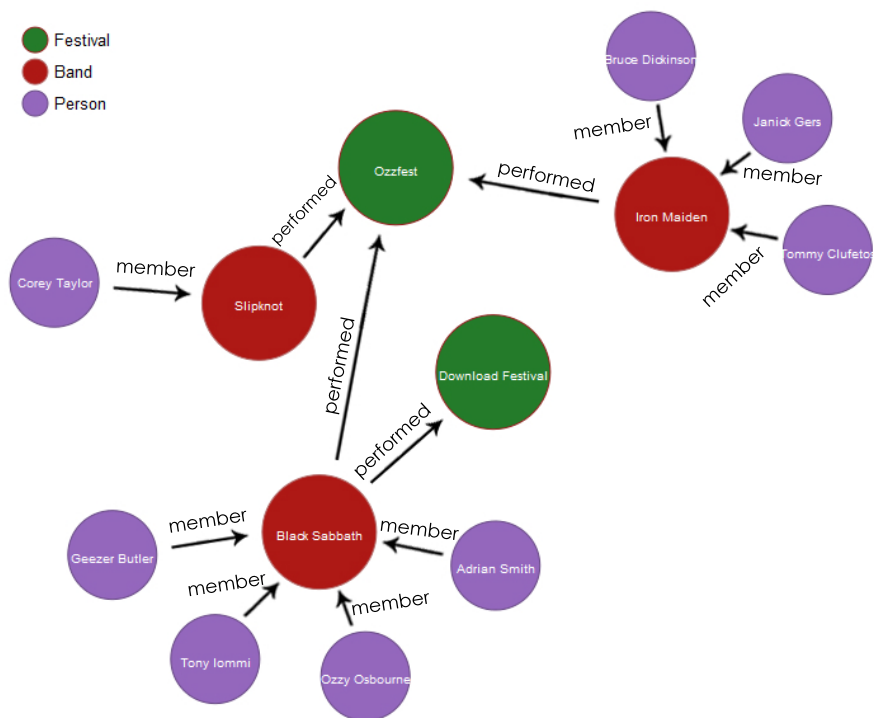 Festival
Band
Person
Bruce Dickinson
Janick Gers
member
member
Ozzfest
performed
performed
Iron Maiden
Tommy Clufetos
member
Corey Taylor
member
Slipknot
performed
Download Festival
performed
Geezer Butler
member
Black Sabbath
member
Adrian Smith
member
member
Tony Iommi
Ozzy Osbourne